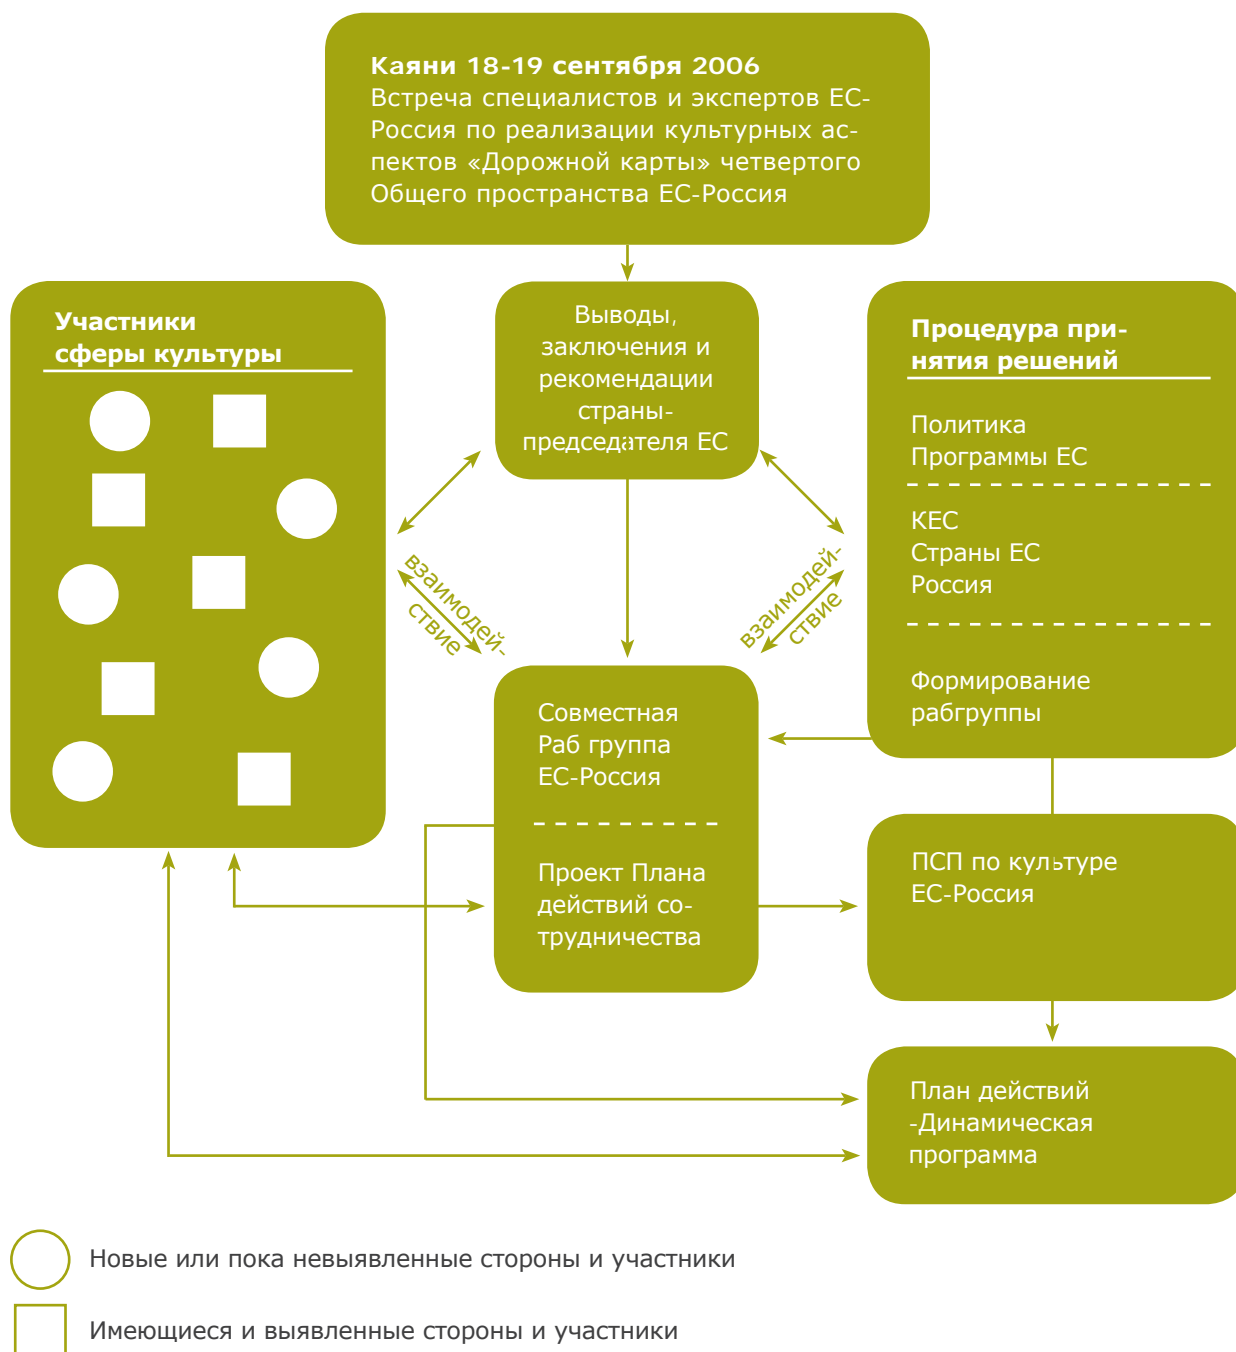 Каяни 18-19 сентября 2006
Встреча специалистов и экспертов ЕС-
Россия по реализации культурных ас-
пектов «Дорожной карты» четвертого
Общего пространства ЕС-Россия
Участники
сферы культуры
Выводы,
заключения и
рекомендации
страны-
председателя ЕС
Процедура при-
нятия решений
Политика
Программы ЕС
КЕС
Страны ЕС
Россия
Формирование
рабгруппы
взаимодей-
ствие
взаимодей-
ствие
Совместная
Раб группа
ЕС-Россия
Проект Плана
действий со-
трудничества
ПСП по культуре
ЕС-Россия
План действий
-Динамическая
программа
Новые или пока невыявленные стороны и участники
Имеющиеся и выявленные стороны и участники